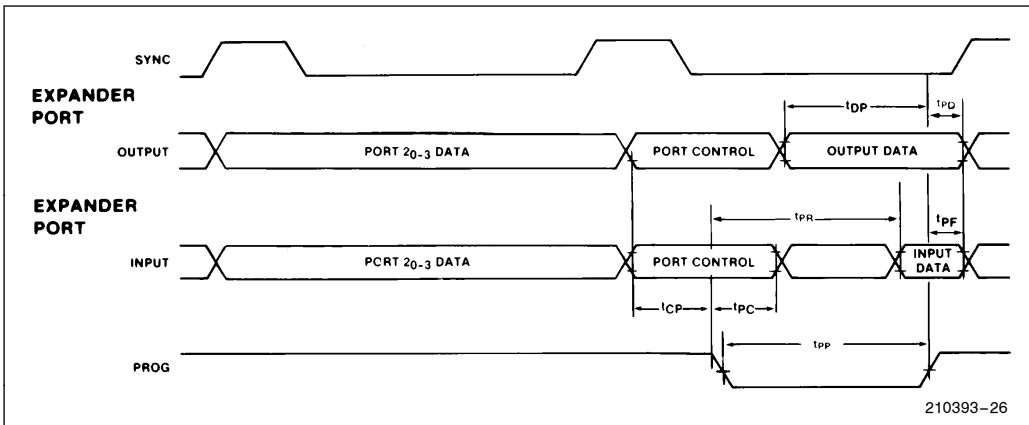 SYNC
EXPANDER
PORT
tDP
tPD
OUTPUT
PORT 20-3 DATA
PORT CONTROL
OUTPUT DATA
EXPANDER
PORT
tPR
tPF
INPUT
PCRT 20-3 DATA
PORT CONTROL
INPUT
DATA
tCP
tPC
tPP
PROG
210393-26